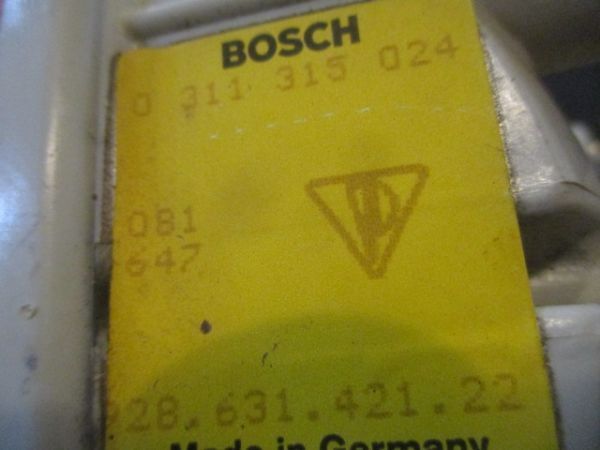 BOSCH
0 311 315 024
081
647
928.631.421.22
Made in Germany